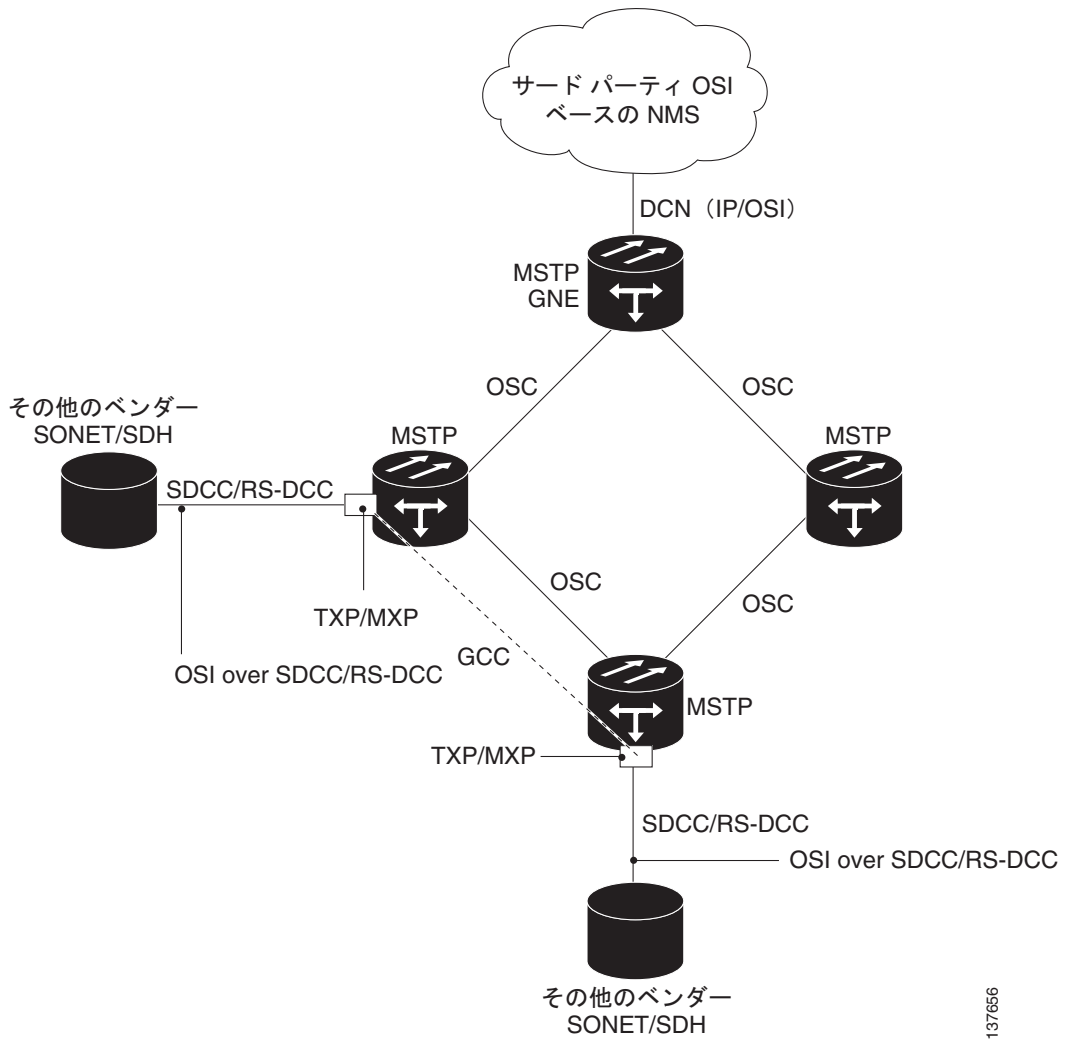 サード パーティ OSI
ベースの NMS
DCN（IP/OSI）
MSTP
GNE
OSC
OSC
その他のベンダー
SONET/SDH
MSTP
MSTP
SDCC/RS-DCC
OSC
OSC
TXP/MXP
GCC
OSI over SDCC/RS-DCC
MSTP
TXP/MXP
SDCC/RS-DCC
OSI over SDCC/RS-DCC
その他のベンダー
SONET/SDH
137656